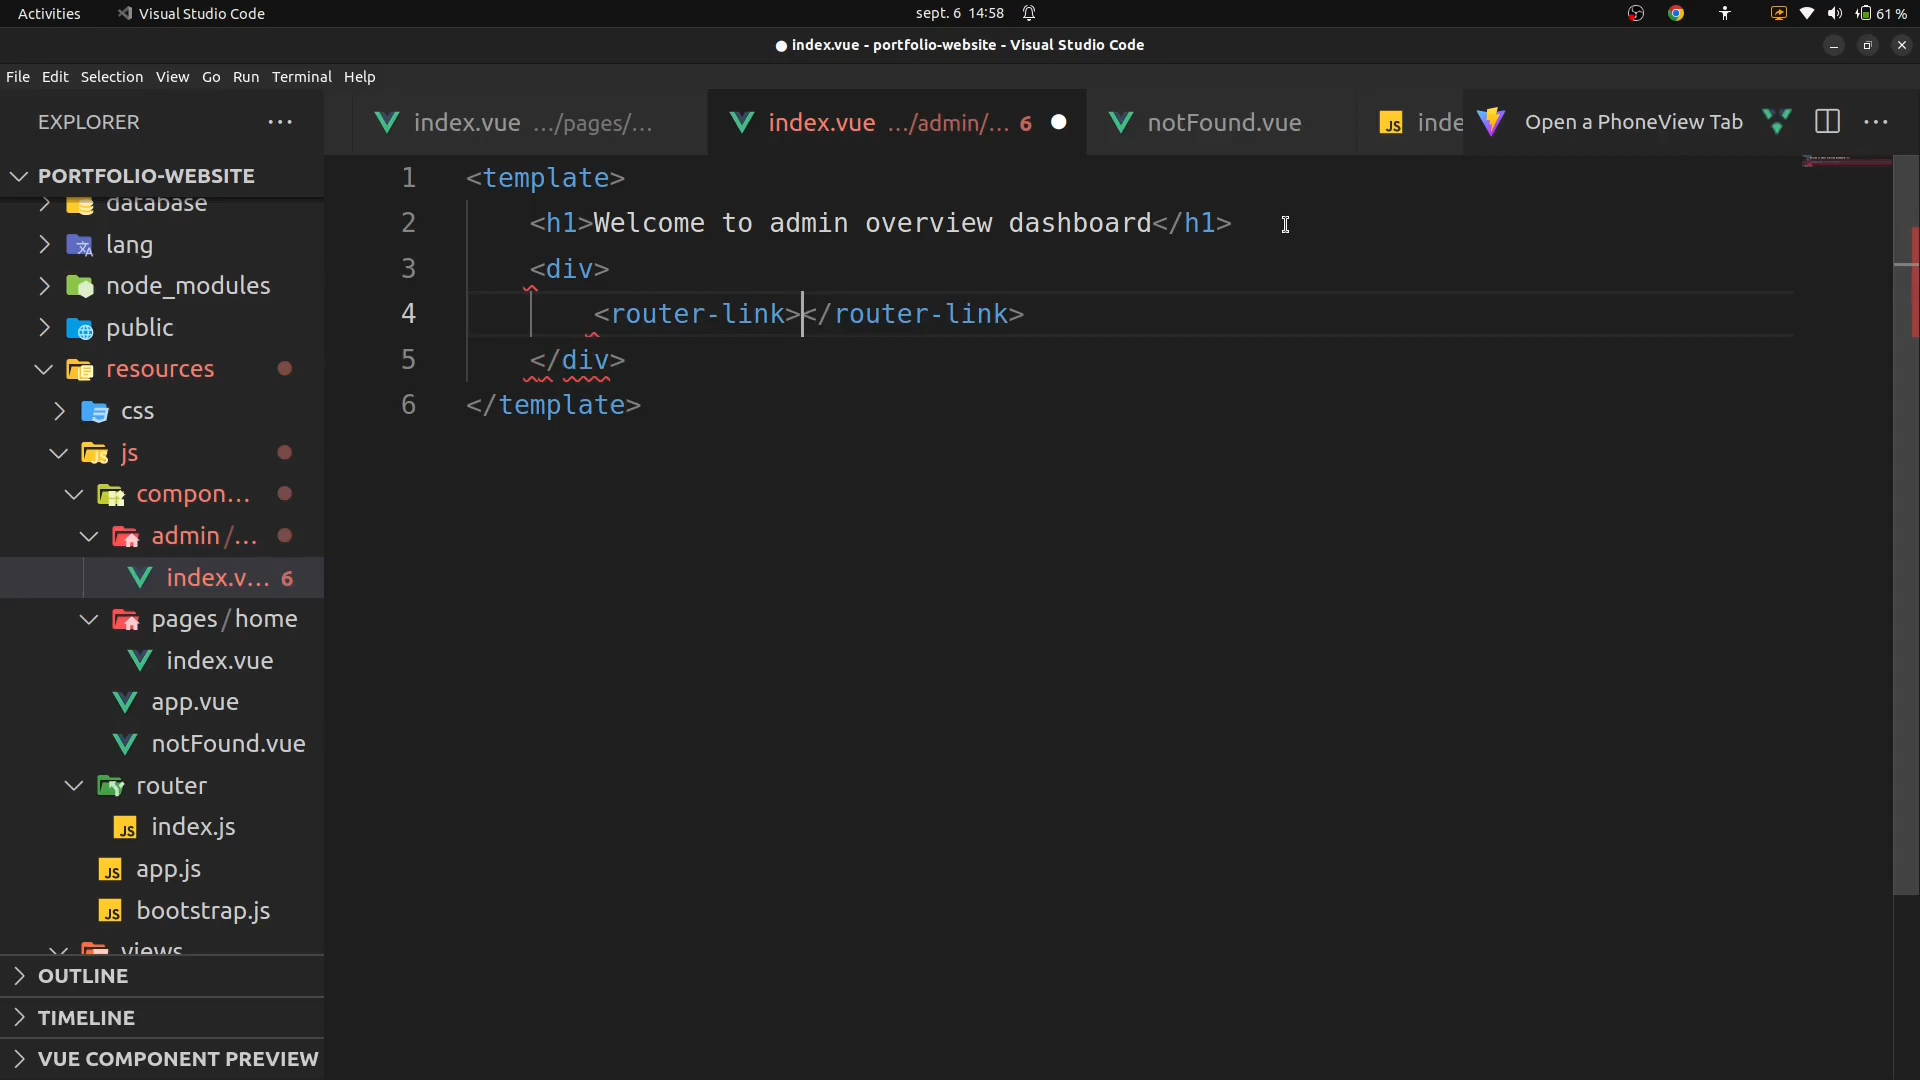 Activities
Visual Studio Code
sept. 6 14:58
61 %
index.vue - portfolio-website - Visual Studio Code
File Edit Selection View Go Run Terminal Help
EXPLORER
index.vue .../pages/...
index.vue .../admin/... 6
notFound.vue
JS inde
Open a PhoneView Tab
PORTFOLIO-WEBSITE
database
lang
node_modules
public
resources
css
js
compon...
admin/...
index.v... 6
pages/home
index.vue
app.vue
notFound.vue
router
JS index.js
JS app.js
JS bootstrap.js
views
OUTLINE
TIMELINE
VUE COMPONENT PREVIEW
1 <template>
2 <h1>Welcome to admin overview dashboard</h1>
3 <div>
4 <router-link></router-link>
5 </div>
6 </template>